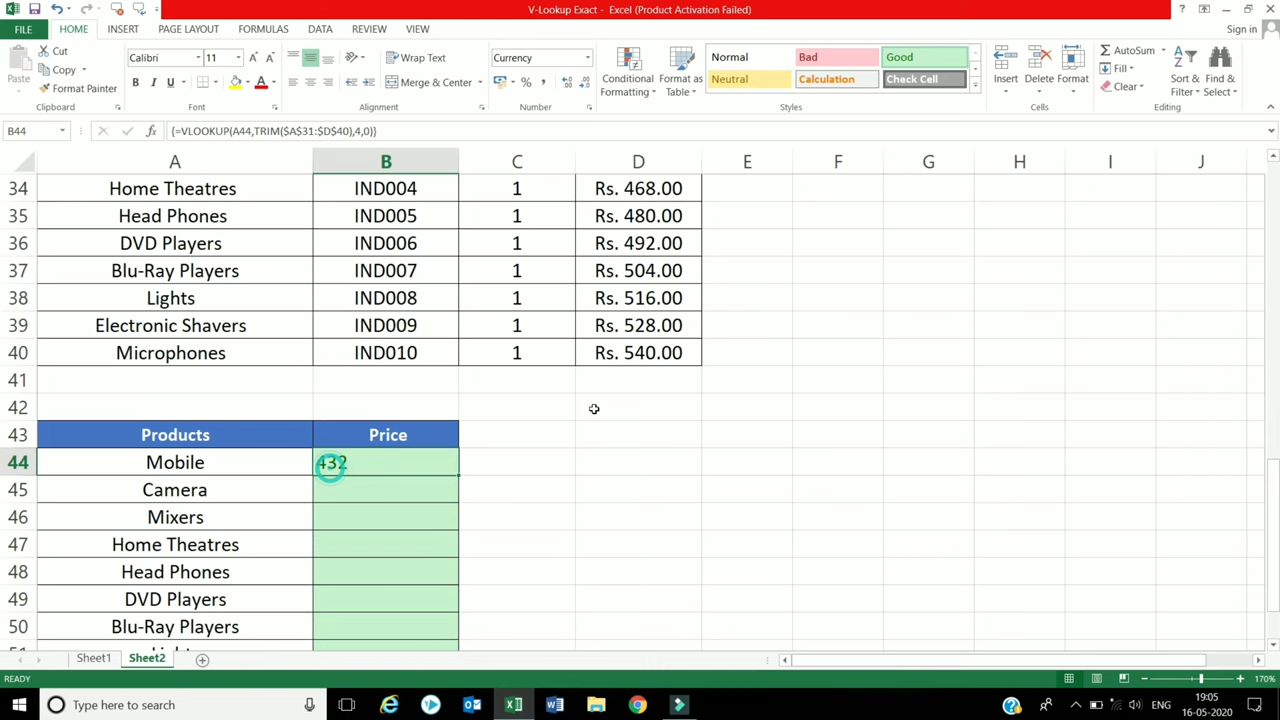 V-Lookup Exact - Excel (Product Activation Failed)
FILE HOME INSERT PAGE LAYOUT FORMULAS DATA REVIEW VIEW Sign in
Paste Cut Copy Format Painter Clipboard
Calibri 11 B I U Font
Wrap Text Merge & Center Alignment
Currency % , Number
Conditional Formatting Format as Table
Normal Bad Good
Neutral Calculation Check Cell
Styles
Insert Delete Format Cells
AutoSum Fill Clear Sort & Filter Find & Select Editing
B44 fx {=VLOOKUP(A44,TRIM($A$31:$D$40),4,0)}
A B C D E F G H I J
34 Home Theatres IND004 1 Rs. 468.00
35 Head Phones IND005 1 Rs. 480.00
36 DVD Players IND006 1 Rs. 492.00
37 Blu-Ray Players IND007 1 Rs. 504.00
38 Lights IND008 1 Rs. 516.00
39 Electronic Shavers IND009 1 Rs. 528.00
40 Microphones IND010 1 Rs. 540.00
41
42
43 Products Price
44 Mobile 432
45 Camera
46 Mixers
47 Home Theatres
48 Head Phones
49 DVD Players
50 Blu-Ray Players
Sheet1 Sheet2
READY 170%
Type here to search ENG 19:05
16-05-2020